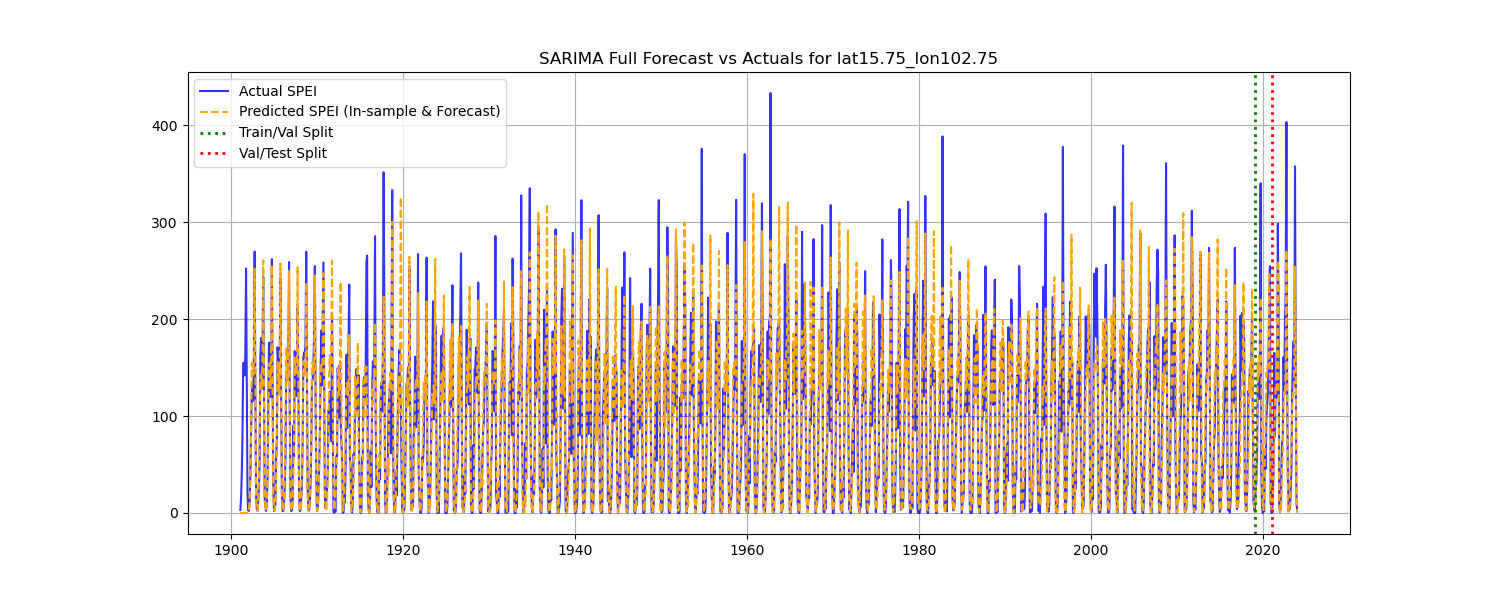 SARIMA Full Forecast vs Actuals for lat15.75_lon102.75
Actual SPEI
Predicted SPEI (In-sample & Forecast)
Train/Val Split
Val/Test Split
400
300
200
100
0
1900 1920 1940 1960 1980 2000 2020